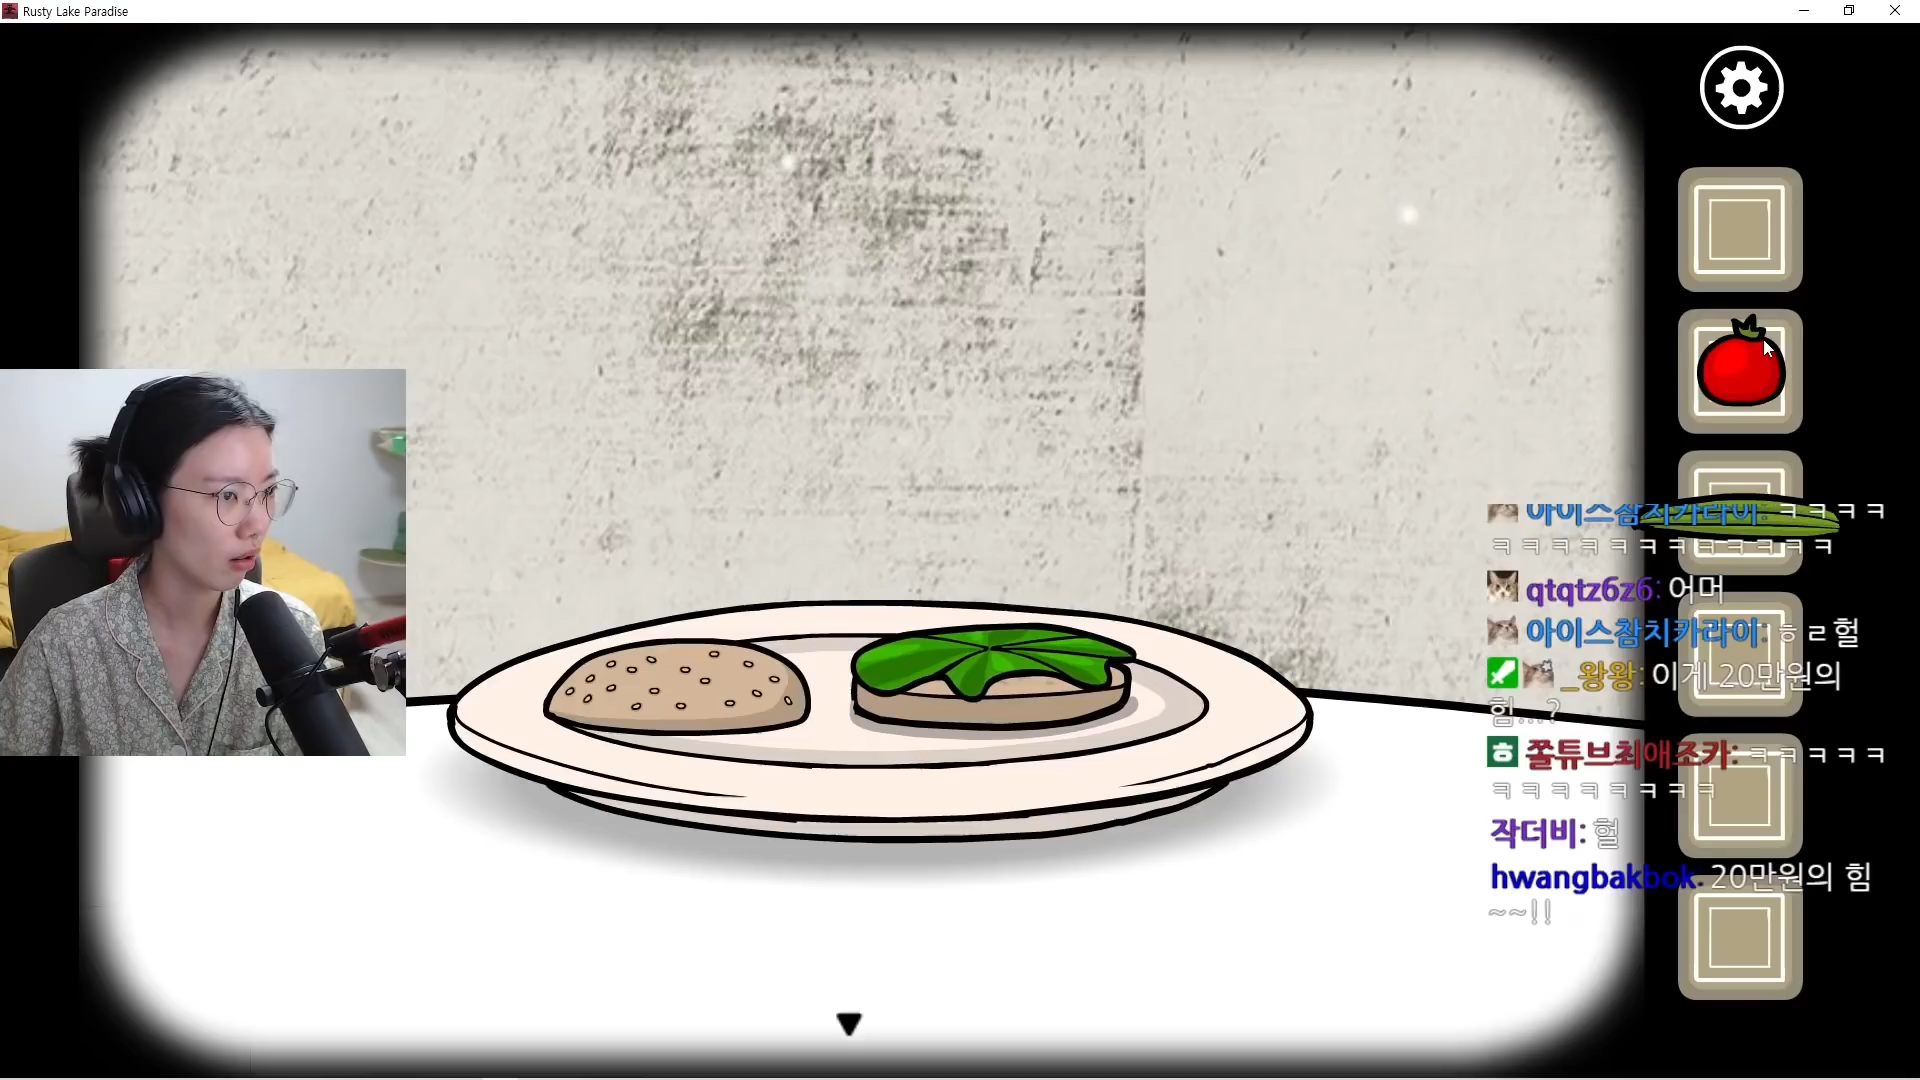 Rusty Lake Paradise
아이스참치카라이: ㅋㅋㅋㅋ
ㅋㅋㅋㅋㅋㅋㅋㅋㅋㅋㅋㅋ
qtqtz6z6: 어머
아이스참치카라이: ㅎㄹ헐
_왕왕: 이게 20만원의
힘...?
쫄튜브최애조카: ㅋㅋㅋㅋㅋ
ㅋㅋㅋㅋㅋㅋㅋㅋ
작더비: 헐
hwangbakbok: 20만원의 힘
~~!!